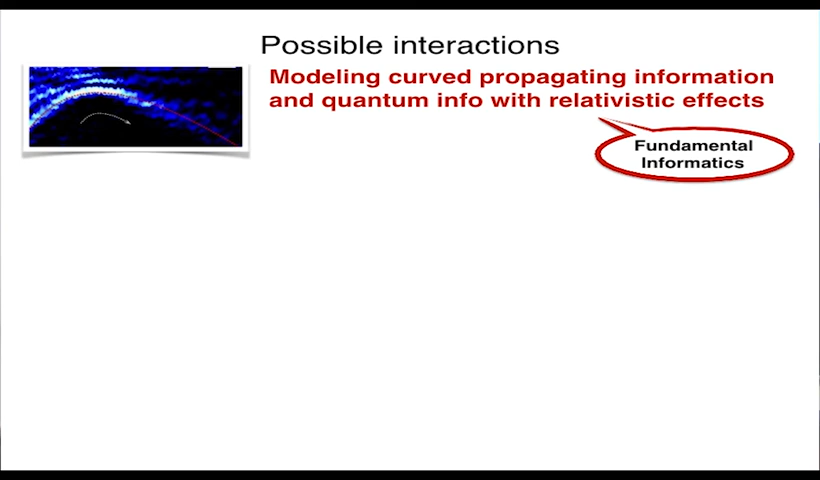 Possible interactions
Modeling curved propagating information
and quantum info with relativistic effects
Fundamental
Informatics